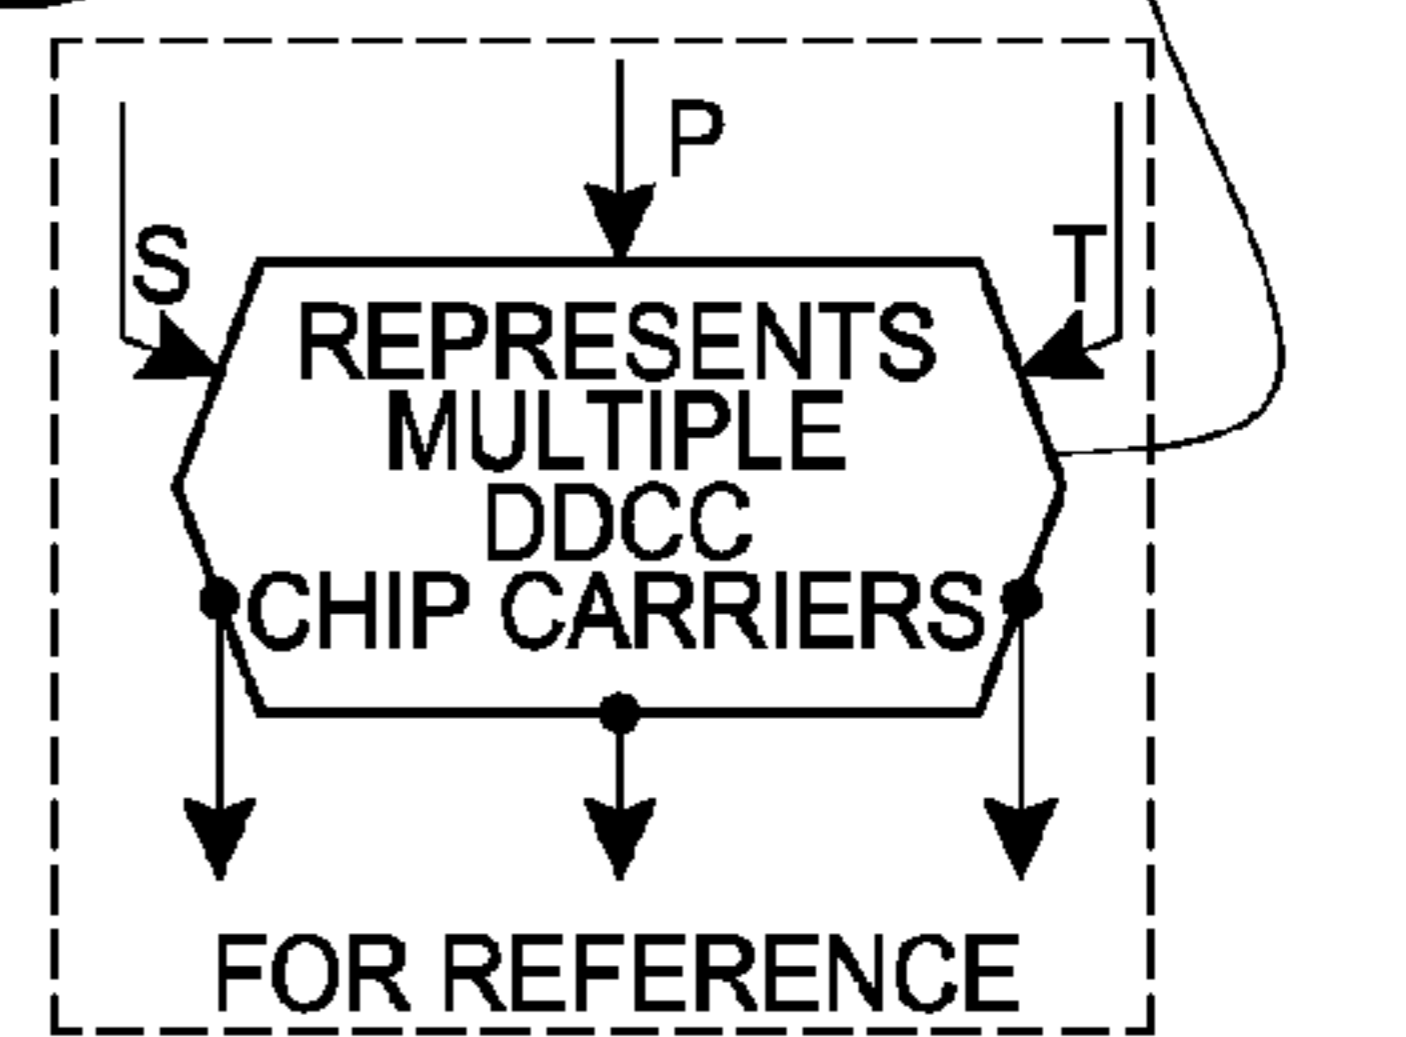 P
S
T
REPRESENTS
MULTIPLE
DDCC
CHIP CARRIERS
FOR REFERENCE